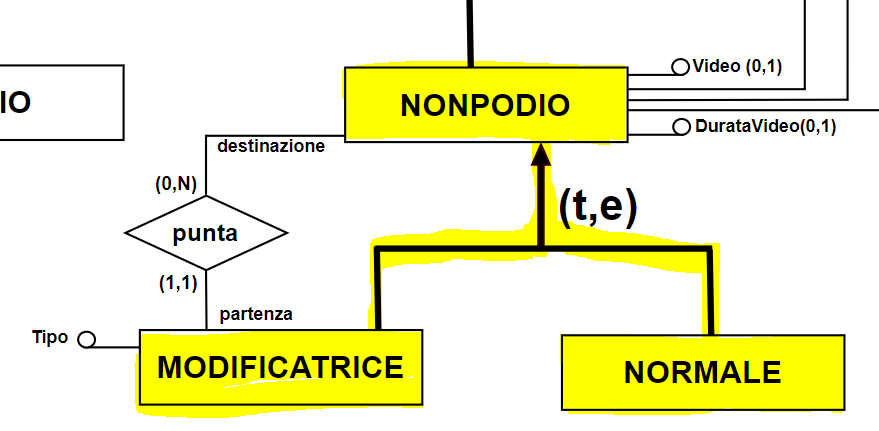 Video (0,1)
IO
NONPODIO
DurataVideo(0,1)
destinazione
(0,N)
(t,e)
punta
(1,1)
partenza
Tipo
MODIFICATRICE
NORMALE